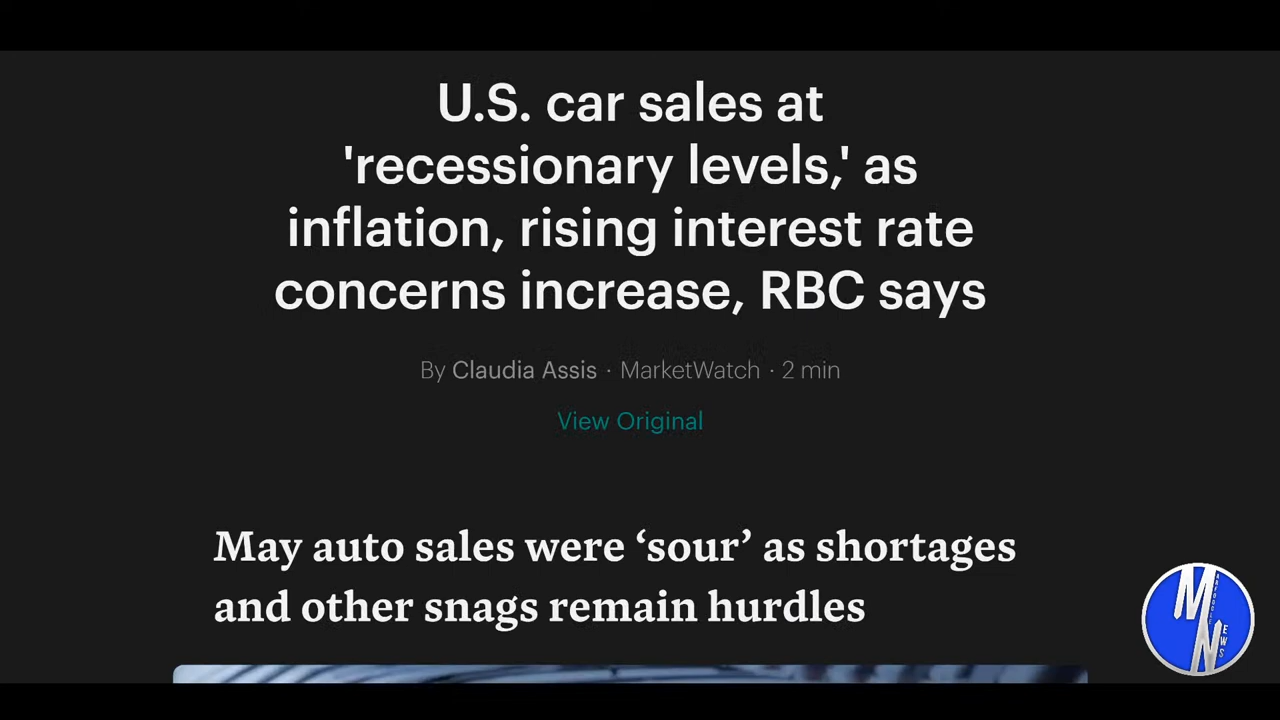 U.S. car sales at
'recessionary levels,' as
inflation, rising interest rate
concerns increase, RBC says
By Claudia Assis · MarketWatch · 2 min
View Original
May auto sales were ‘sour’ as shortages
and other snags remain hurdles
M
N
EWS